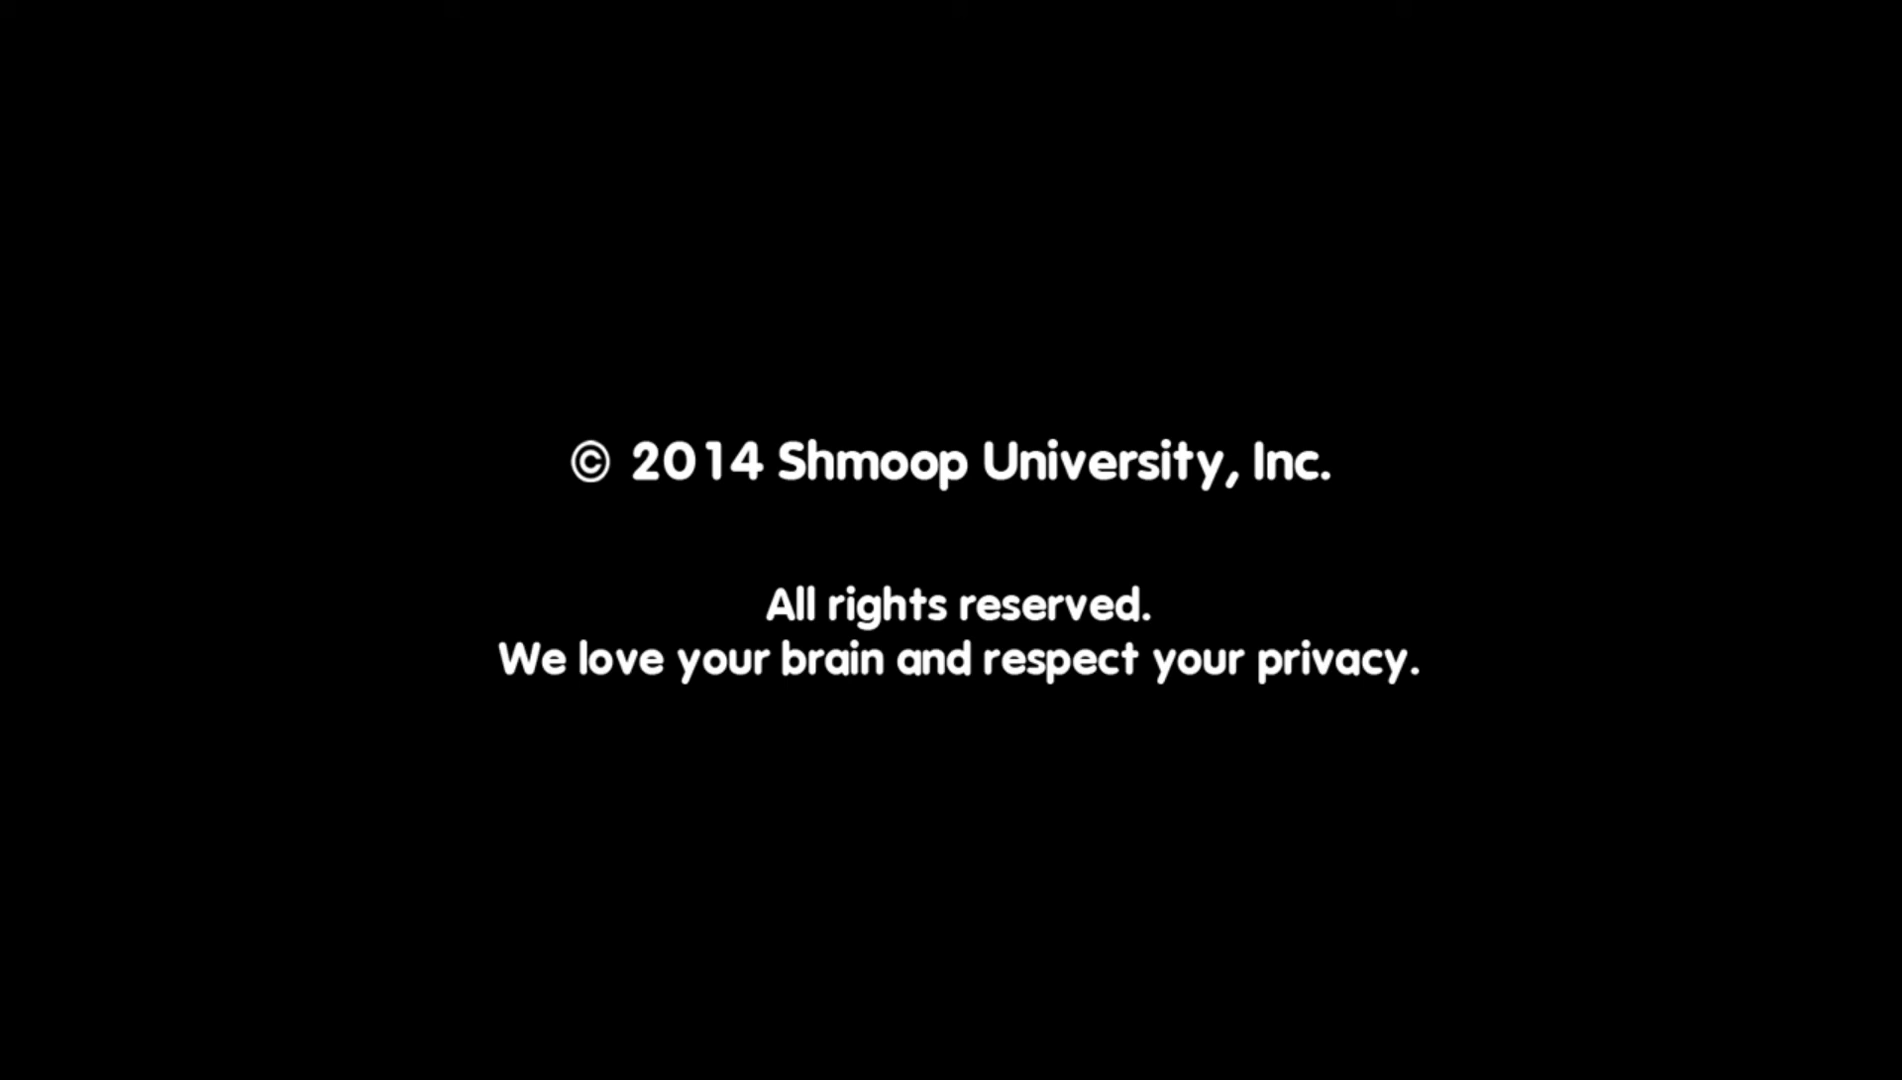 © 2014 Shmoop University, Inc.
All rights reserved.
We love your brain and respect your privacy.